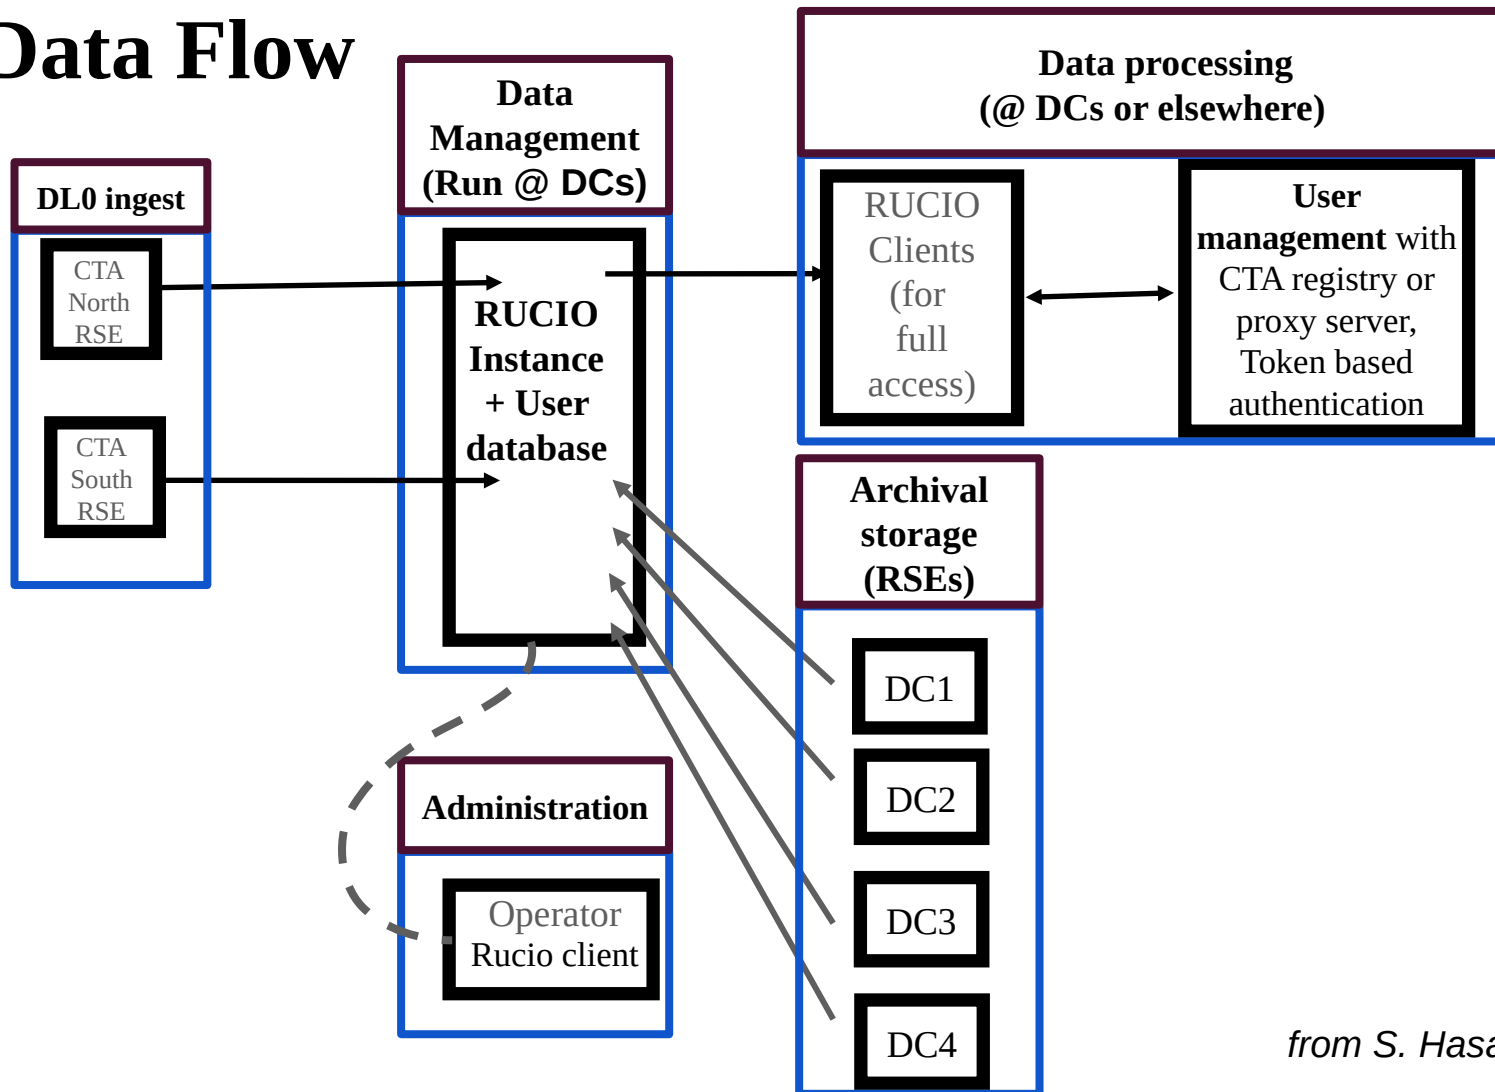 Data Flow
DL0 ingest
CTA
North
RSE
CTA
South
RSE
Data
Management
(Run @ DCs)
RUCIO
Instance
+ User
database
Administration
Operator
Rucio client
Data processing
(@ DCs or elsewhere)
RUCIO
Clients
(for
full
access)
User
management with
CTA registry or
proxy server,
Token based
authentication
Archival
storage
(RSEs)
DC1
DC2
DC3
DC4
from S. Hasa